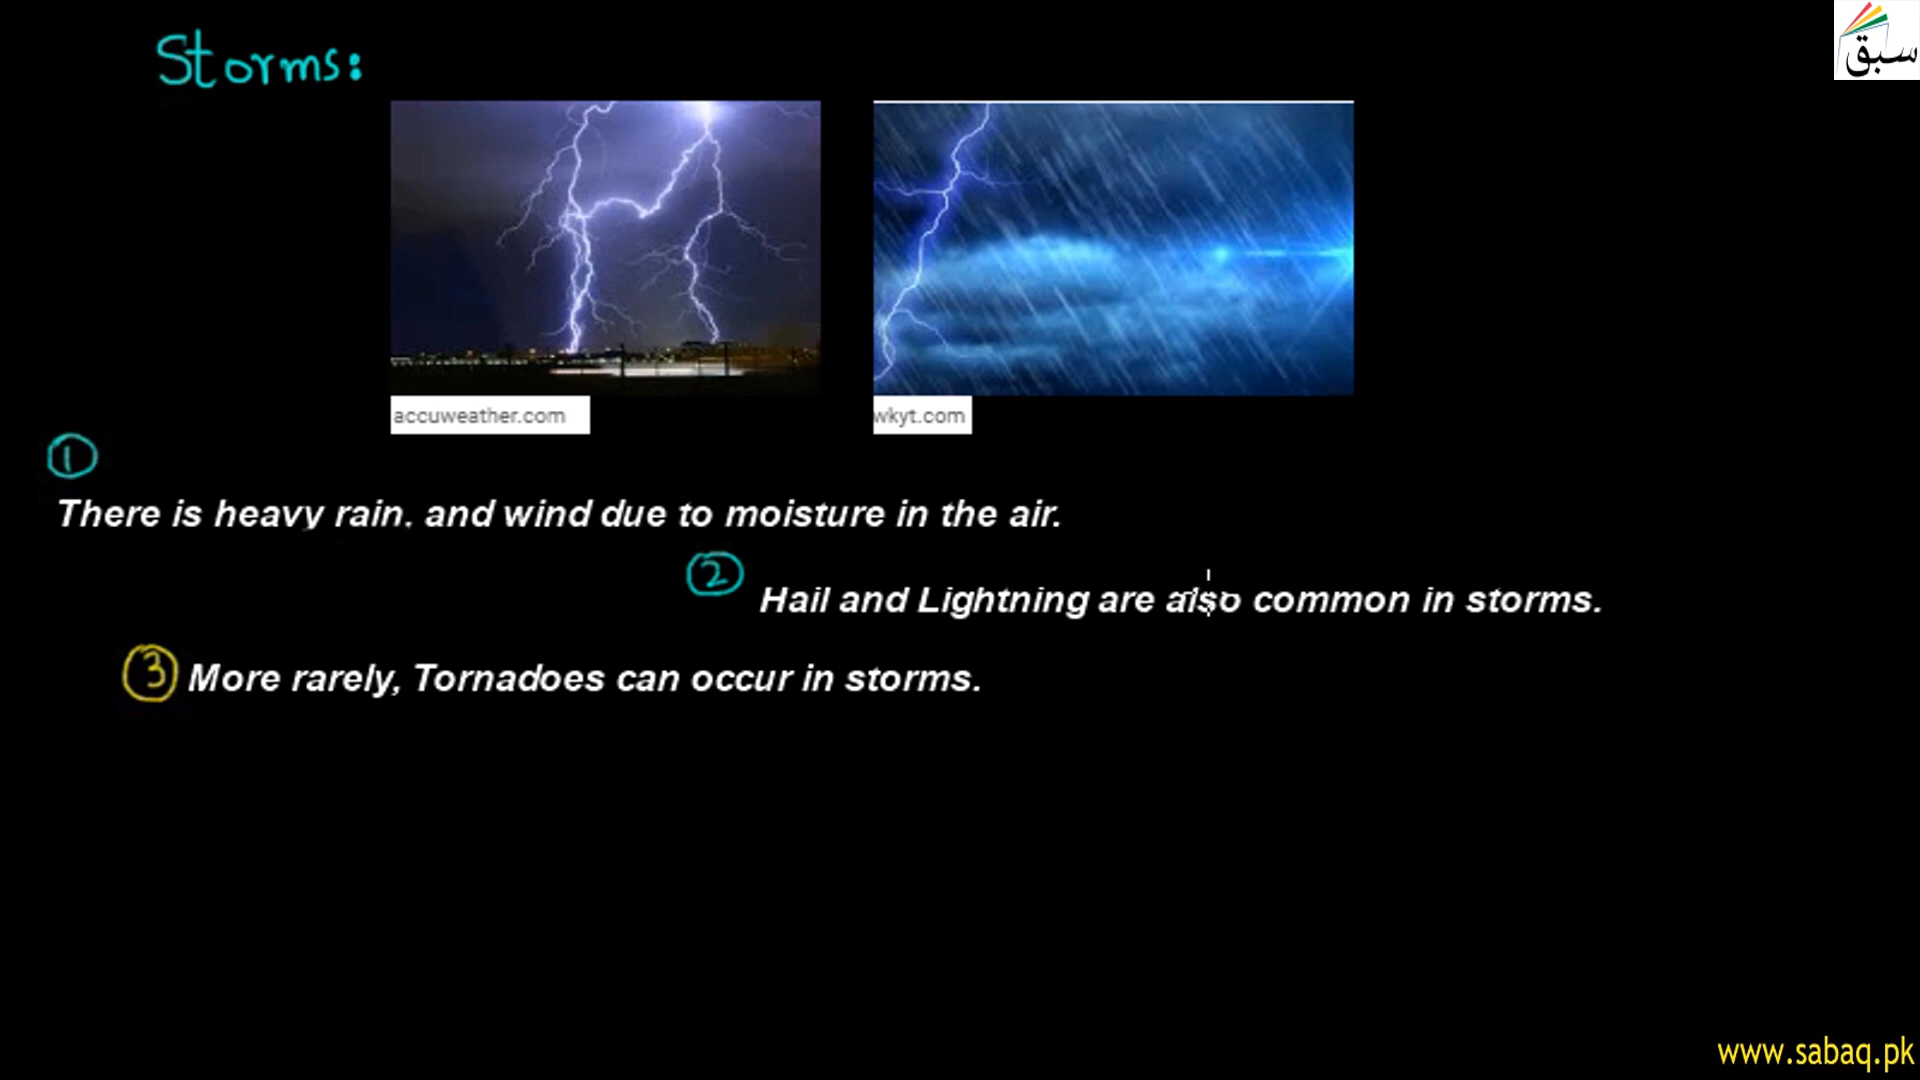 Storms:
سبق
accuweather.com
wkyt.com
1
There is heavy rain. and wind due to moisture in the air.
2
Hail and Lightning are also common in storms.
3 More rarely, Tornadoes can occur in storms.
www.sabaq.pk